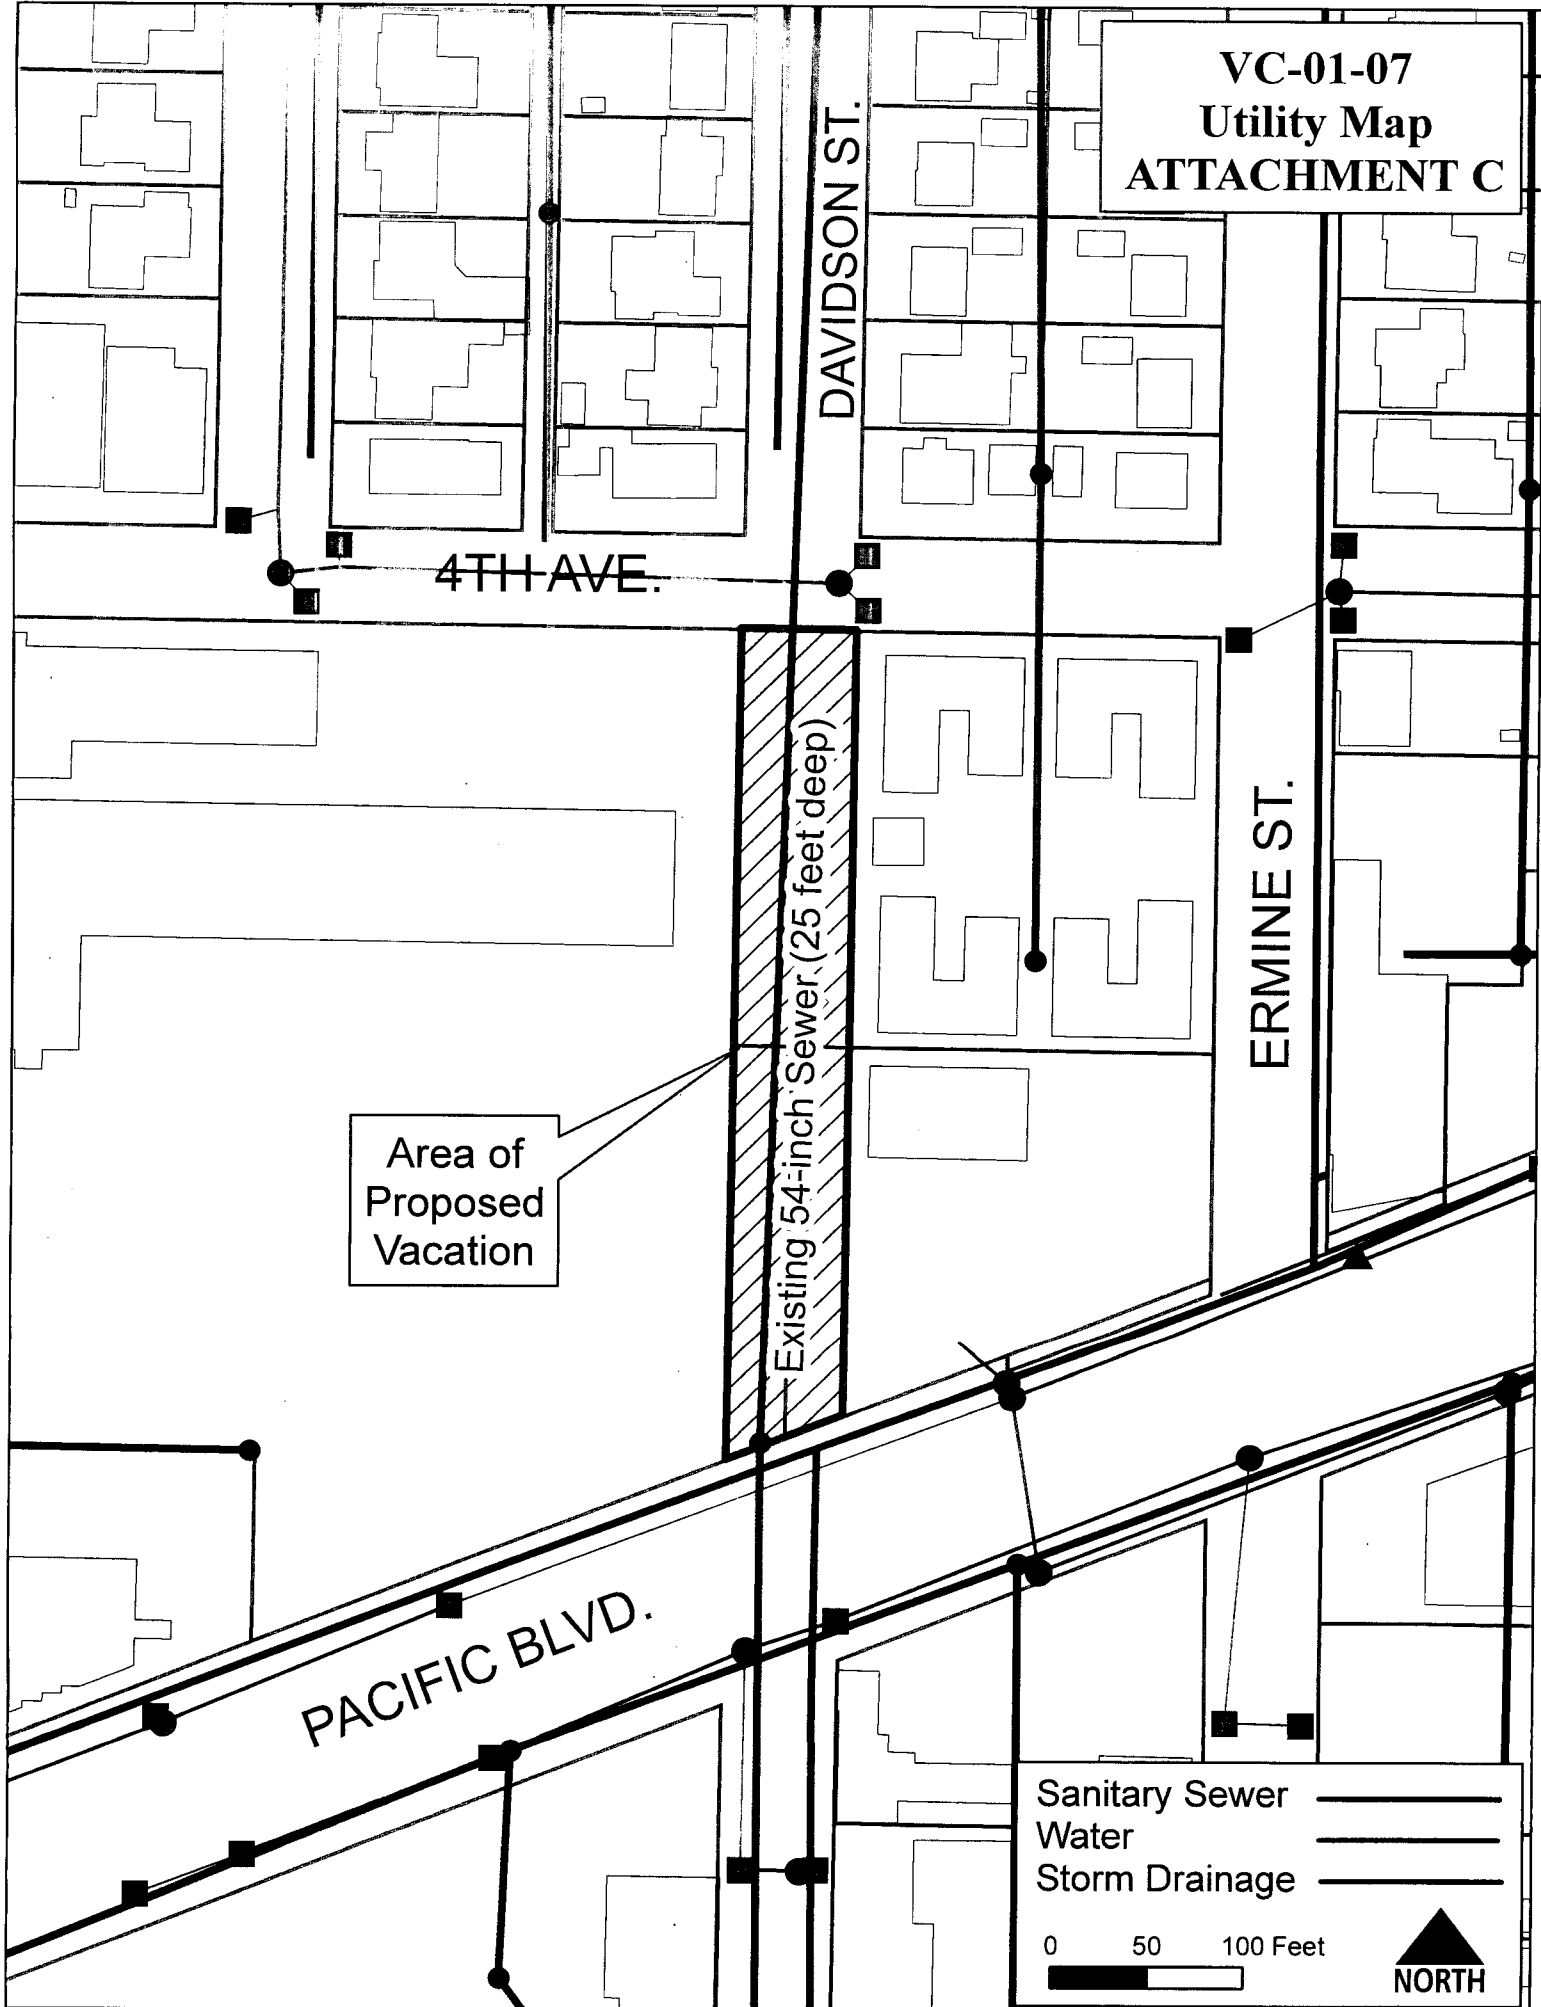 VC-01-07
Utility Map
ATTACHMENT C
DAVIDSON ST.
4TH AVE.
Existing 54-inch Sewer (25 feet deep)
ERMINE ST.
Area of
Proposed
Vacation
PACIFIC BLVD.
Sanitary Sewer
Water
Storm Drainage
0 50 100 Feet
NORTH